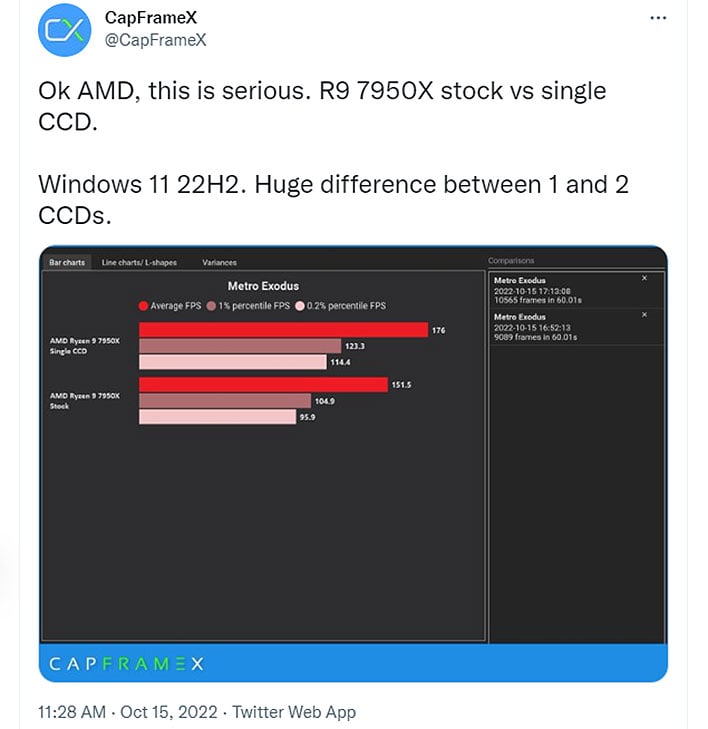 CapFrameX
@CapFrameX
Ok AMD, this is serious. R9 7950X stock vs single
CCD.
Windows 11 22H2. Huge difference between 1 and 2
CCDs.
Bar charts Line charts/ L-shapes Variances
Comparisons
Metro Exodus
Average FPS 1% percentile FPS 0.2% percentile FPS
AMD Ryzen 9 7950X
Single CCD
176
123.3
114.4
AMD Ryzen 9 7950X
Stock
151.5
104.9
95.9
Metro Exodus
2022-10-15 17:13:08
10565 frames in 60.01s
Metro Exodus
2022-10-15 16:52:13
9089 frames in 60.01s
CAPFRAMEX
11:28 AM · Oct 15, 2022 · Twitter Web App